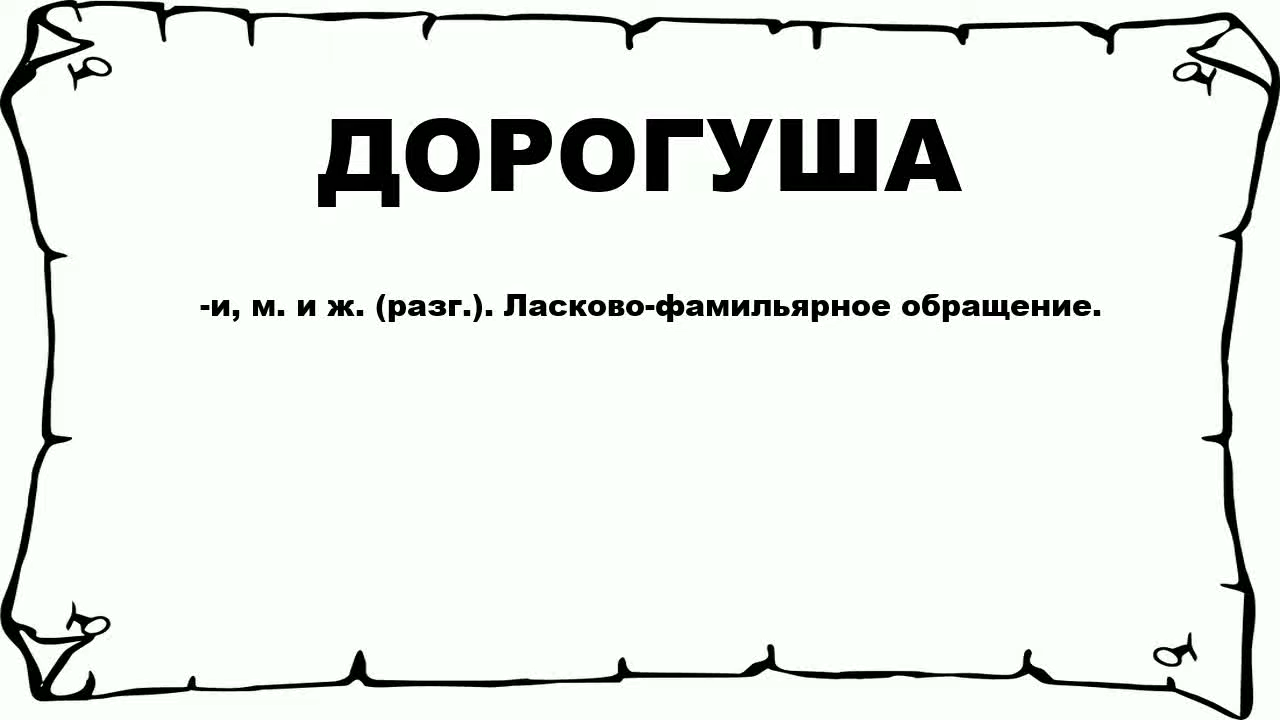 ДОРОГУША
-и, м. и ж. (разг.). Ласково-фамильярное обращение.